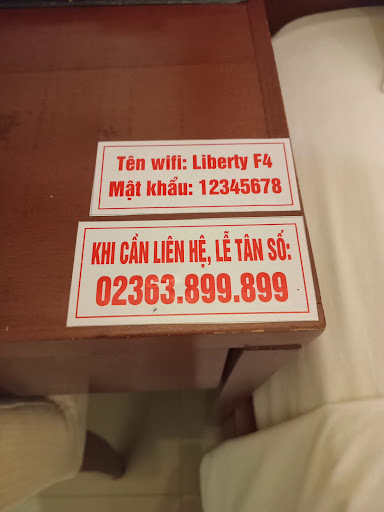 Tên wifi: Liberty F4
Mật khẩu: 12345678
KHI CẦN LIÊN HỆ, LỄ TÂN SỐ:
02363.899.899